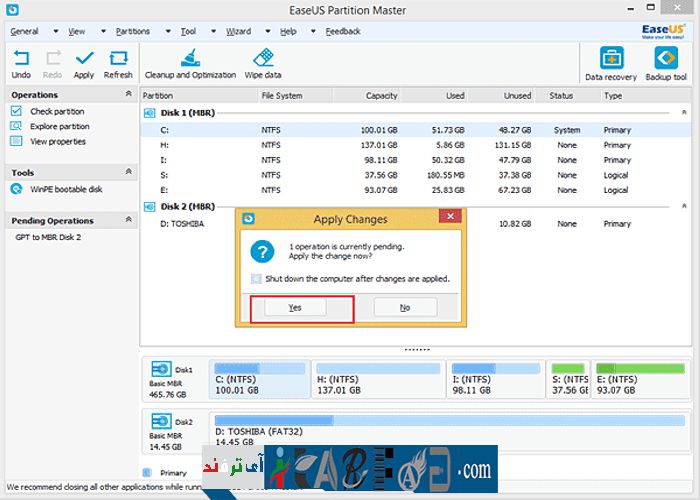 EaseUS Partition Master
General View Partitions Tool Wizard Help Feedback
EaseUS
Make your life easy!
Undo Redo Apply Refresh Cleanup and Optimization Wipe data Data recovery Backup tool
Operations
Check partition
Explore partition
View properties
Tools
WinPE bootable disk
Pending Operations
GPT to MBR Disk 2
Partition File System Capacity Used Unused Status Type
Disk 1 (MBR)
C: NTFS 100.01 GB 51.73 GB 48.27 GB System Primary
H: NTFS 137.01 GB 5.86 GB 131.15 GB None Primary
I: NTFS 98.11 GB 50.32 GB 47.79 GB None Primary
S: NTFS 37.56 GB 180.55 MB 37.38 GB None Logical
E: NTFS 93.07 GB 25.83 GB 67.23 GB None Logical
Disk 2 (MBR)
D: TOSHIBA 10.82 GB None Primary
Apply Changes
1 operation is currently pending.
Apply the change now?
Shut down the computer after changes are applied.
Yes No
Disk1
Basic MBR
465.76 GB
C: (NTFS)
100.01 GB
H: (NTFS)
137.01 GB
I: (NTFS)
98.11 GB
S: (NTFS
37.56 GE
E: (NTFS)
93.07 GB
Disk2
Basic MBR
14.45 GB
D: TOSHIBA (FAT32)
14.45 GB
Primary
آی ترفند
.com
We recommend closing all other applications while runn